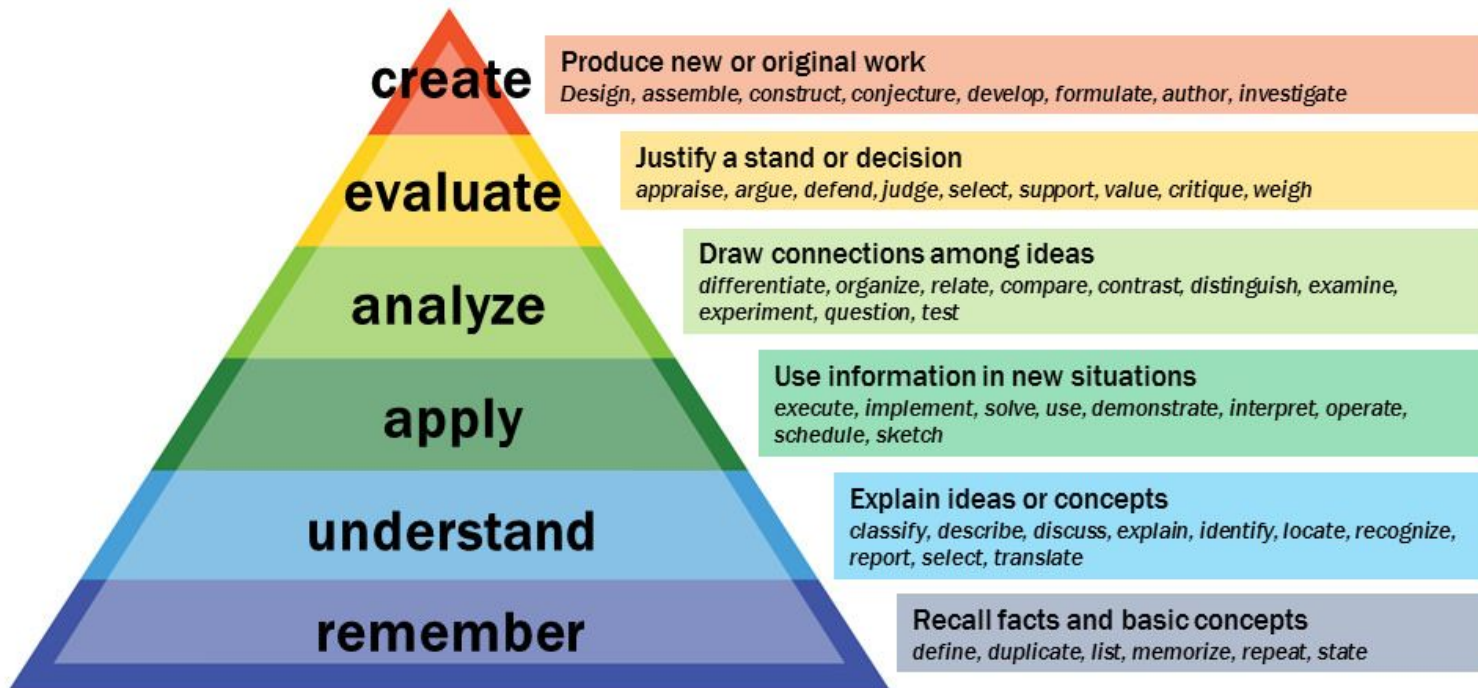 create
Produce new or original work
Design, assemble, construct, conjecture, develop, formulate, author, investigate
evaluate
Justify a stand or decision
appraise, argue, defend, judge, select, support, value, critique, weigh
analyze
Draw connections among ideas
differentiate, organize, relate, compare, contrast, distinguish, examine,
experiment, question, test
apply
Use information in new situations
execute, implement, solve, use, demonstrate, interpret, operate,
schedule, sketch
understand
Explain ideas or concepts
classify, describe, discuss, explain, identify, locate, recognize,
report, select, translate
remember
Recall facts and basic concepts
define, duplicate, list, memorize, repeat, state